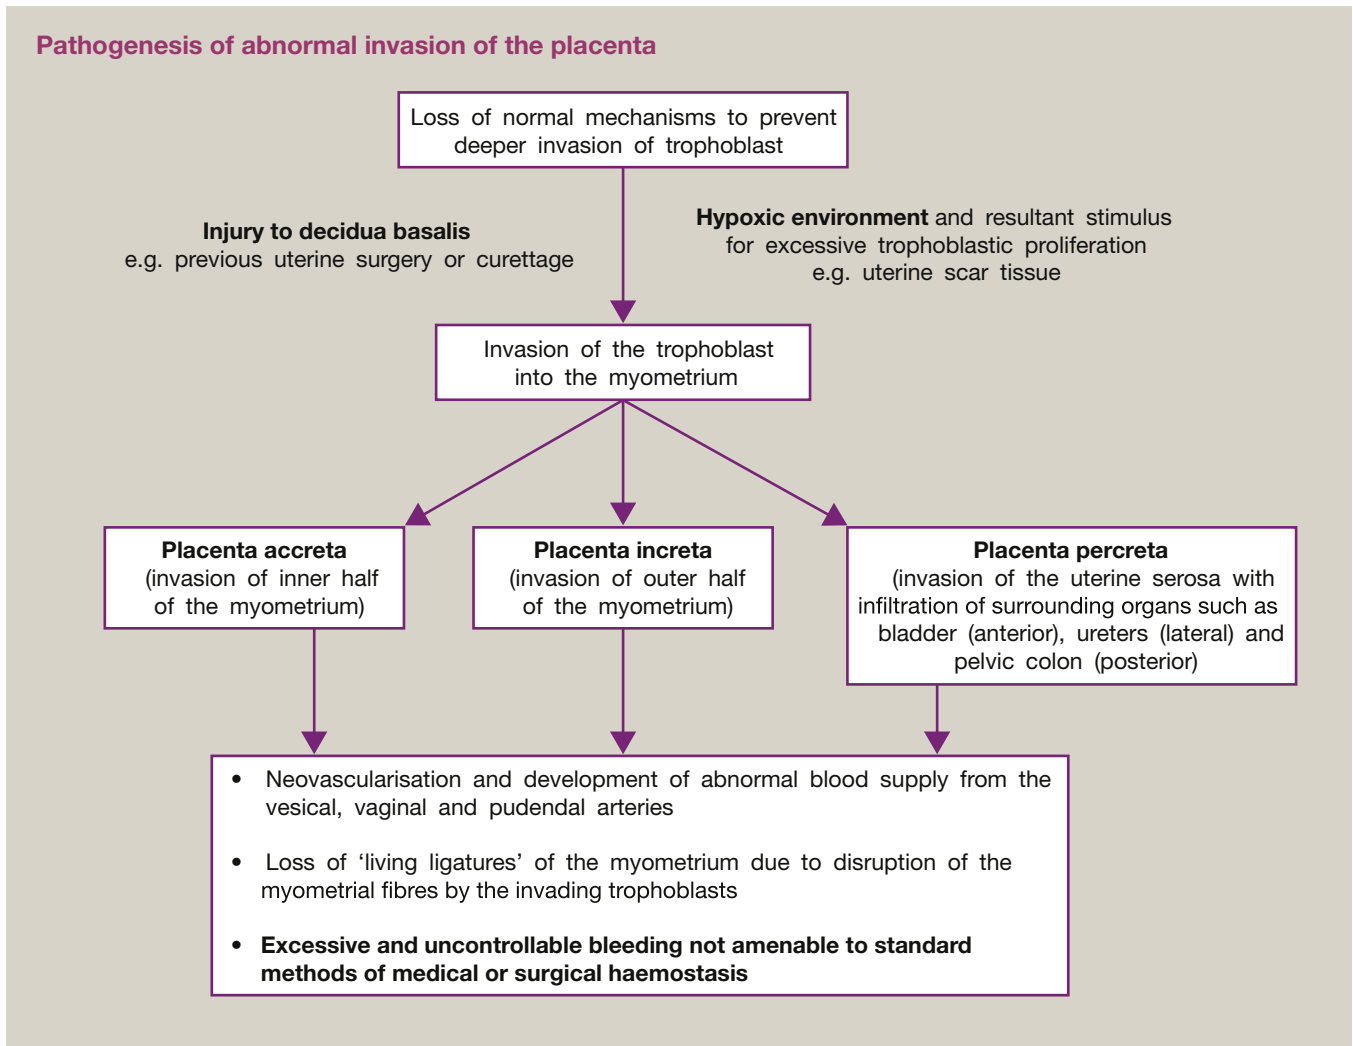 Pathogenesis of abnormal invasion of the placenta
Loss of normal mechanisms to prevent
deeper invasion of trophoblast
Injury to decidua basalis
e.g. previous uterine surgery or curettage
Hypoxic environment and resultant stimulus
for excessive trophoblastic proliferation
e.g. uterine scar tissue
Invasion of the trophoblast
into the myometrium
Placenta accreta
(invasion of inner half
of the myometrium)
Placenta increta
(invasion of outer half
of the myometrium)
Placenta percreta
(invasion of the uterine serosa with
infiltration of surrounding organs such as
bladder (anterior), ureters (lateral) and
pelvic colon (posterior)
• Neovascularisation and development of abnormal blood supply from the
vesical, vaginal and pudendal arteries
• Loss of ‘living ligatures’ of the myometrium due to disruption of the
myometrial fibres by the invading trophoblasts
• Excessive and uncontrollable bleeding not amenable to standard
methods of medical or surgical haemostasis